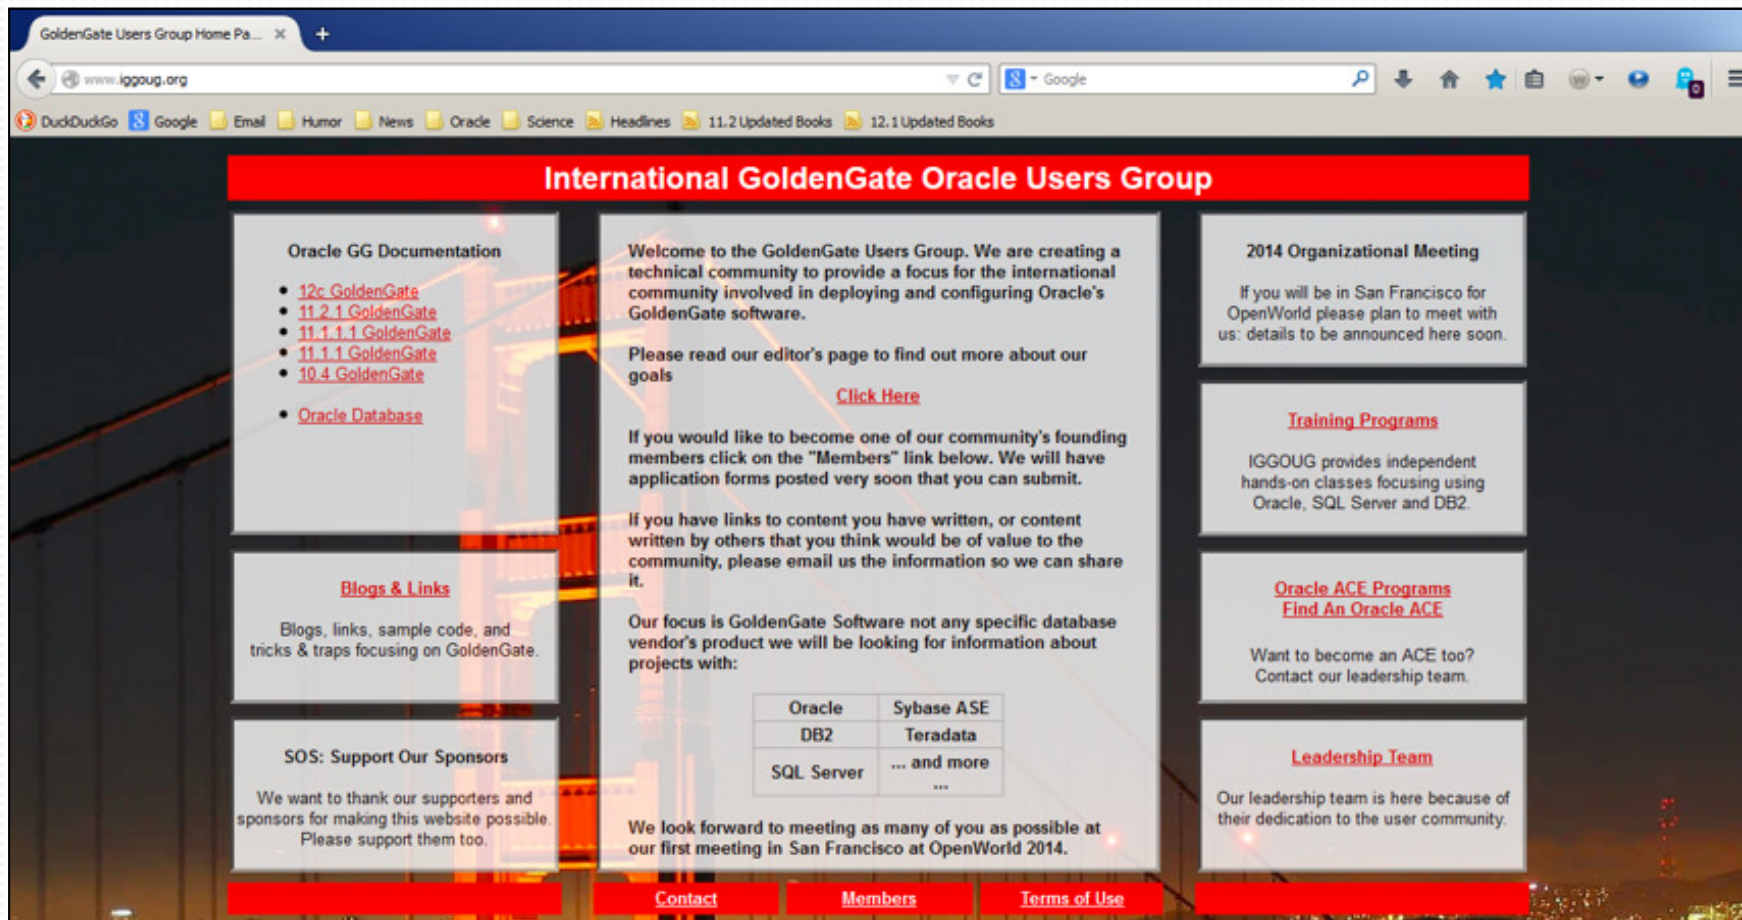 GoldenGate Users Group Home Pa...
www.iggoug.org
Google
DuckDuckGo
Google
Email
Humor
News
Oracle
Science
Headlines
11.2 Updated Books
12.1 Updated Books
International GoldenGate Oracle Users Group
Oracle GG Documentation
12c GoldenGate
11.2.1 GoldenGate
11.1.1.1 GoldenGate
11.1.1 GoldenGate
10.4 GoldenGate
Oracle Database
Blogs & Links
Blogs, links, sample code, and
tricks & traps focusing on GoldenGate.
SOS: Support Our Sponsors
We want to thank our supporters and
sponsors for making this website possible.
Please support them too.
Welcome to the GoldenGate Users Group. We are creating a
technical community to provide a focus for the international
community involved in deploying and configuring Oracle's
GoldenGate software.
Please read our editor's page to find out more about our
goals
Click Here
If you would like to become one of our community's founding
members click on the "Members" link below. We will have
application forms posted very soon that you can submit.
If you have links to content you have written, or content
written by others that you think would be of value to the
community, please email us the information so we can share
it.
Our focus is GoldenGate Software not any specific database
vendor's product we will be looking for information about
projects with:
Oracle Sybase ASE
DB2 Teradata
SQL Server ... and more
...
We look forward to meeting as many of you as possible at
our first meeting in San Francisco at OpenWorld 2014.
2014 Organizational Meeting
If you will be in San Francisco for
OpenWorld please plan to meet with
us: details to be announced here soon.
Training Programs
IGGOUG provides independent
hands-on classes focusing using
Oracle, SQL Server and DB2.
Oracle ACE Programs
Find An Oracle ACE
Want to become an ACE too?
Contact our leadership team.
Leadership Team
Our leadership team is here because of
their dedication to the user community.
Contact
Members
Terms of Use